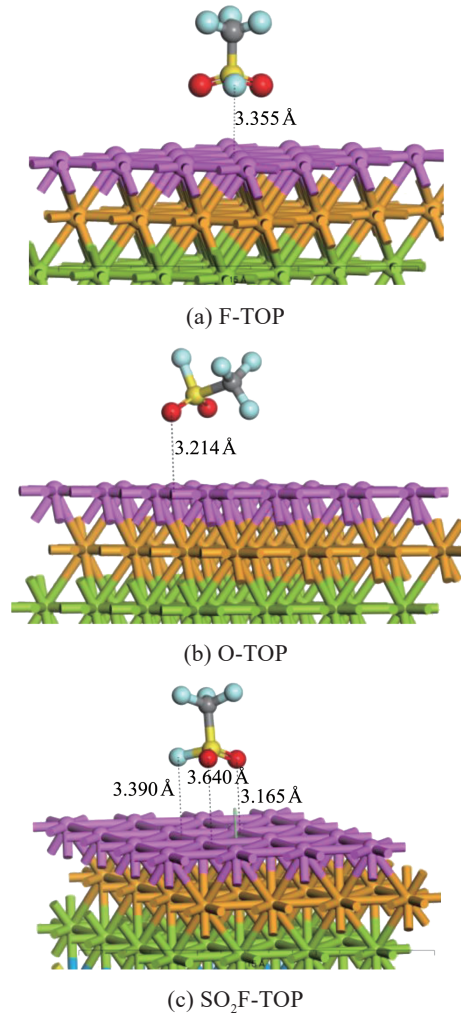 3.355 Å
(a) F-TOP
3.214 Å
(b) O-TOP
3.640 Å
3.390 Å
3.165 Å
(c) SO₂F-TOP